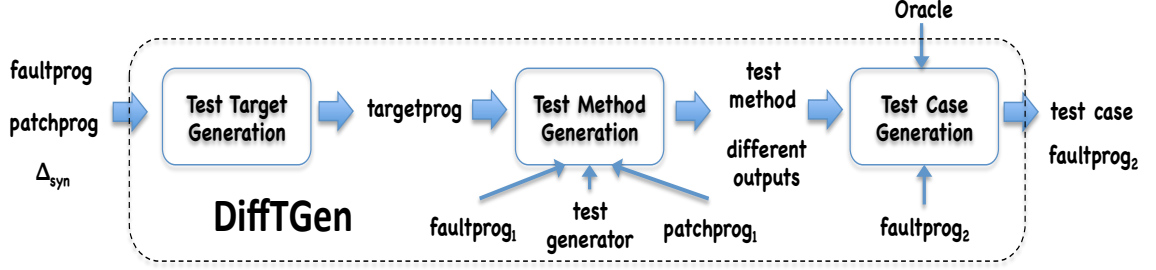 Oracle
faultprog
patchprog
Δsyn
Test Target
Generation
targetprog
Test Method
Generation
test
method
different
outputs
Test Case
Generation
test case
faultprog₂
DiffTGen
faultprog₁
test
generator
patchprog₁
faultprog₂